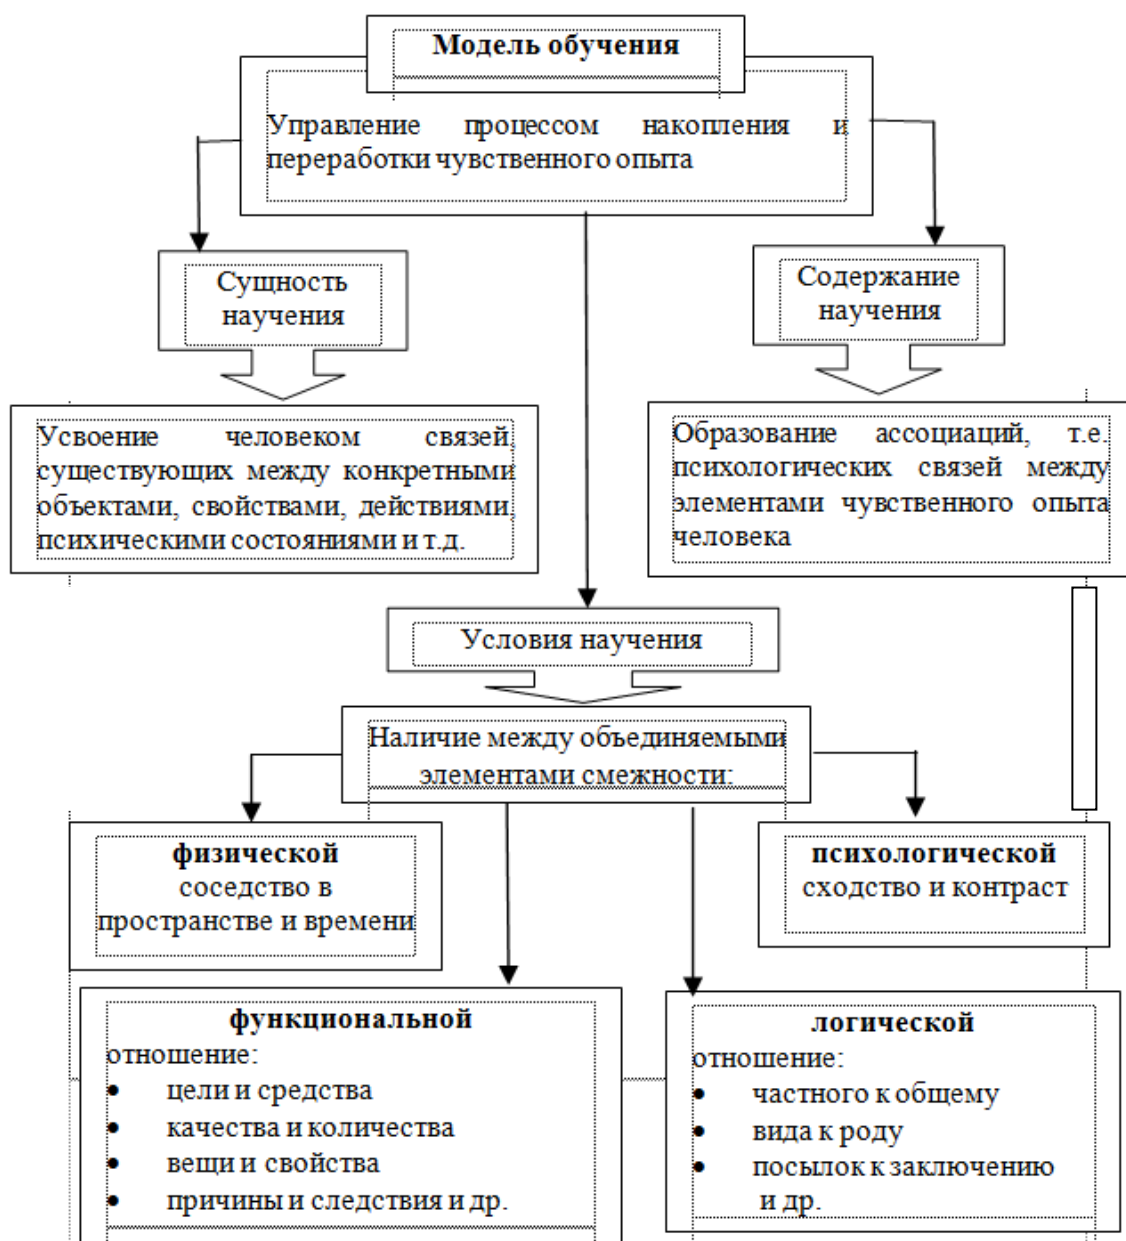 Модель обучения
Управление процессом накопления и
переработки чувственного опыта
Сущность
научения
Содержание
научения
Усвоение человеком связей,
существующих между конкретными
объектами, свойствами, действиями,
психическими состояниями и т.д.
Образование ассоциаций, т.е.
психологических связей между
элементами чувственного опыта
человека
Условия научения
Наличие между объединяемыми
элементами смежности:
физической
соседство в
пространстве и времени
психологической
сходство и контраст
функциональной
отношение:
• цели и средства
• качества и количества
• вещи и свойства
• причины и следствия и др.
логической
отношение:
• частного к общему
• вида к роду
• посылок к заключению
и др.